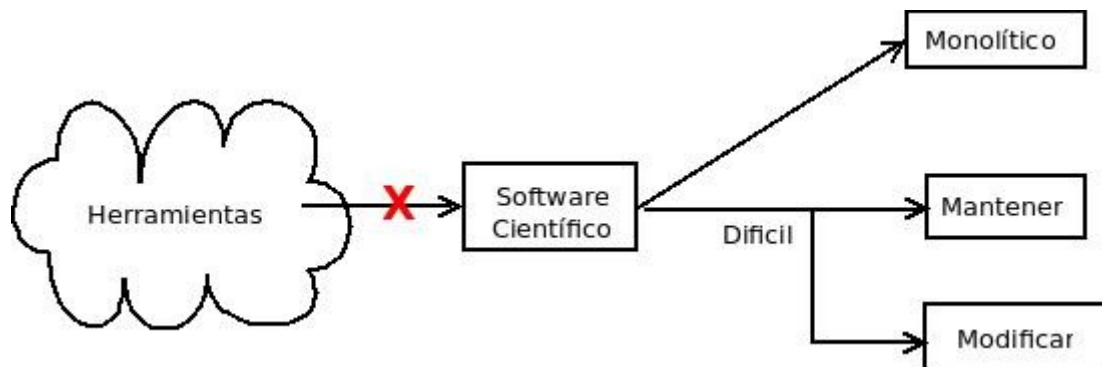 Monolítico
Herramientas
X
Software
Científico
Dificil
Mantener
Modificar